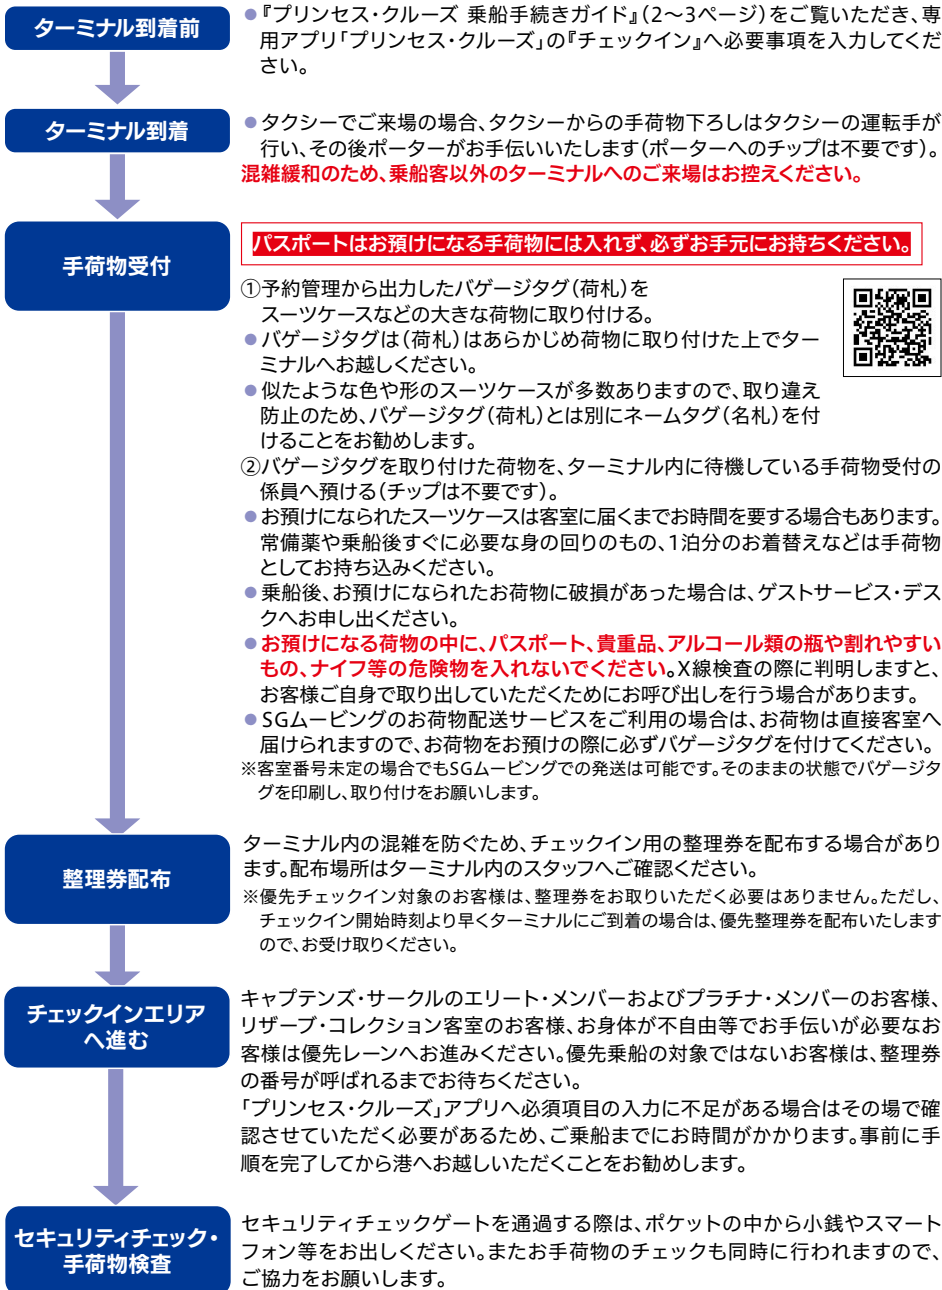 ターミナル到着前
●『プリンセス・クルーズ 乗船手続きガイド』（2〜3ページ）をご覧いただき、専
用アプリ「プリンセス・クルーズ」の『チェックイン』へ必要事項を入力してくだ
さい。
ターミナル到着
●タクシーでご来場の場合、タクシーからの手荷物下ろしはタクシーの運転手が
行い、その後ポーターがお手伝いいたします（ポーターへのチップは不要です）。
混雑緩和のため、乗船客以外のターミナルへのご来場はお控えください。
手荷物受付
パスポートはお預けになる手荷物には入れず、必ずお手元にお持ちください。
①予約管理から出力したバゲージタグ（荷札）を
スーツケースなどの大きな荷物に取り付ける。
●バゲージタグは（荷札）はあらかじめ荷物に取り付けた上でター
ミナルへお越しください。
●似たような色や形のスーツケースが多数ありますので、取り違え
防止のため、バゲージタグ（荷札）とは別にネームタグ（名札）を付
けることをお勧めします。
②バゲージタグを取り付けた荷物を、ターミナル内に待機している手荷物受付の
係員へ預ける（チップは不要です）。
●お預けになられたスーツケースは客室に届くまでお時間を要する場合もあります。
常備薬や乗船後すぐに必要な身の回りのもの、1泊分のお着替えなどは手荷物
としてお持ち込みください。
●乗船後、お預けになられたお荷物に破損があった場合は、ゲストサービス・デス
クへお申し出ください。
●お預けになる荷物の中に、パスポート、貴重品、アルコール類の瓶や割れやすい
もの、ナイフ等の危険物を入れないでください。X線検査の際に判明しますと、
お客様ご自身で取り出していただくためにお呼び出しを行う場合があります。
●SGムービングのお荷物配送サービスをご利用の場合は、お荷物は直接客室へ
届けられますので、お荷物をお預けの際に必ずバゲージタグを付けてください。
※客室番号未定の場合でもSGムービングでの発送は可能です。そのままの状態でバゲージタ
グを印刷し、取り付けをお願いします。
整理券配布
ターミナル内の混雑を防ぐため、チェックイン用の整理券を配布する場合があり
ます。配布場所はターミナル内のスタッフへご確認ください。
※優先チェックイン対象のお客様は、整理券をお取りいただく必要はありません。ただし、
チェックイン開始時刻より早くターミナルにご到着の場合は、優先整理券を配布いたします
ので、お受け取りください。
チェックインエリア
へ進む
キャプテンズ・サークルのエリート・メンバーおよびプラチナ・メンバーのお客様、
リザーブ・コレクション客室のお客様、お身体が不自由等でお手伝いが必要なお
客様は優先レーンへお進みください。優先乗船の対象ではないお客様は、整理券
の番号が呼ばれるまでお待ちください。
「プリンセス・クルーズ」アプリへ必須項目の入力に不足がある場合はその場で確
認させていただく必要があるため、ご乗船までにお時間がかかります。事前に手
順を完了してから港へお越しいただくことをお勧めします。
セキュリティチェック・
手荷物検査
セキュリティチェックゲートを通過する際は、ポケットの中から小銭やスマート
フォン等をお出しください。またお手荷物のチェックも同時に行われますので、
ご協力をお願いします。